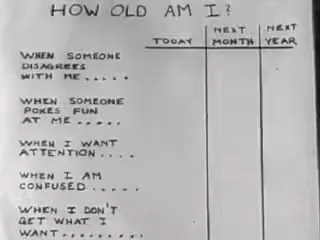 HOW OLD AM I?
TODAY
NEXT
MONTH
NEXT
YEAR
WHEN SOMEONE
DISAGREES
WITH ME.....
WHEN SOMEONE
POKES FUN
AT ME.....
WHEN I WANT
ATTENTION....
WHEN I AM
CONFUSED.....
WHEN I DON'T
GET WHAT I
WANT.........